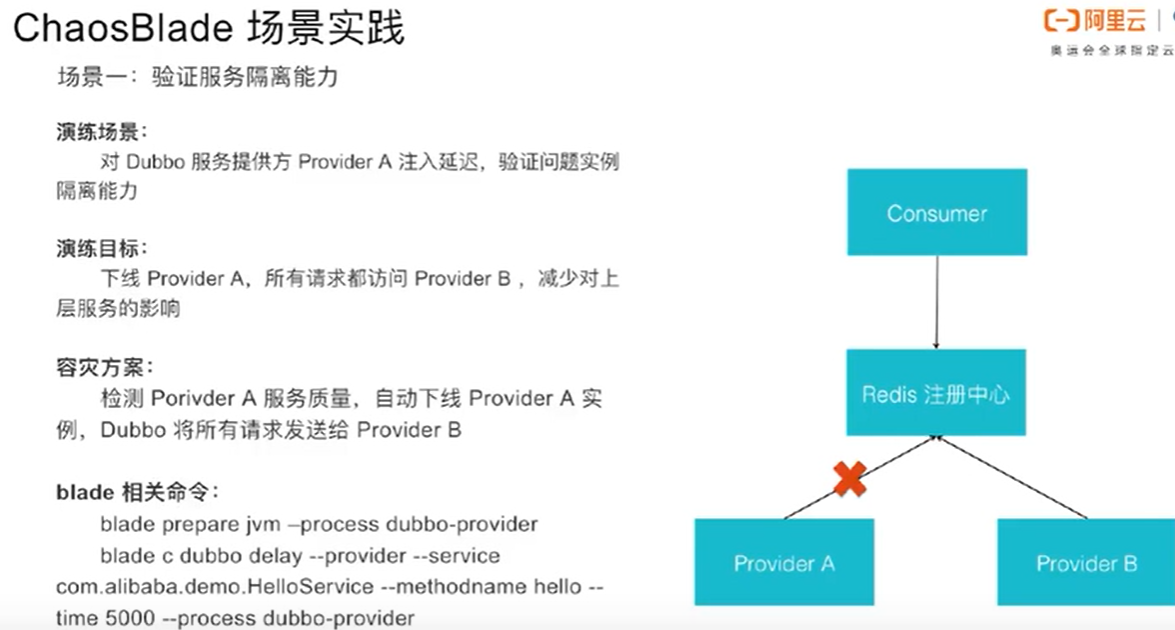 ChaosBlade 场景实践
阿里云
奥运会全球指定云
场景一：验证服务隔离能力
演练场景：
对 Dubbo 服务提供方 Provider A 注入延迟，验证问题实例
隔离能力
演练目标：
下线 Provider A，所有请求都访问 Provider B ，减少对上
层服务的影响
容灾方案：
检测 Porivder A 服务质量，自动下线 Provider A 实
例，Dubbo 将所有请求发送给 Provider B
blade 相关命令：
blade prepare jvm –process dubbo-provider
blade c dubbo delay --provider --service
com.alibaba.demo.HelloService --methodname hello --
time 5000 --process dubbo-provider
Consumer
Redis 注册中心
Provider A
Provider B